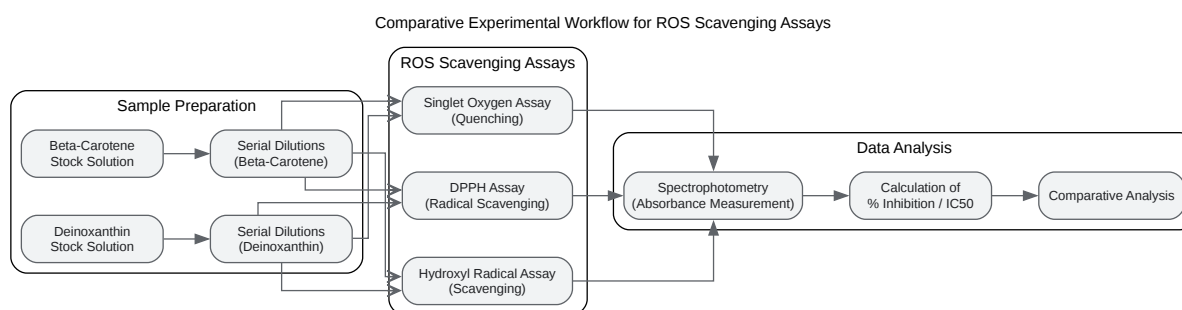 Comparative Experimental Workflow for ROS Scavenging Assays
Sample Preparation
Beta-Carotene
Stock Solution
Serial Dilutions
(Beta-Carotene)
Deinoxanthin
Stock Solution
Serial Dilutions
(Deinoxanthin)
ROS Scavenging Assays
Singlet Oxygen Assay
(Quenching)
DPPH Assay
(Radical Scavenging)
Hydroxyl Radical Assay
(Scavenging)
Data Analysis
Spectrophotometry
(Absorbance Measurement)
Calculation of
% Inhibition / IC50
Comparative Analysis